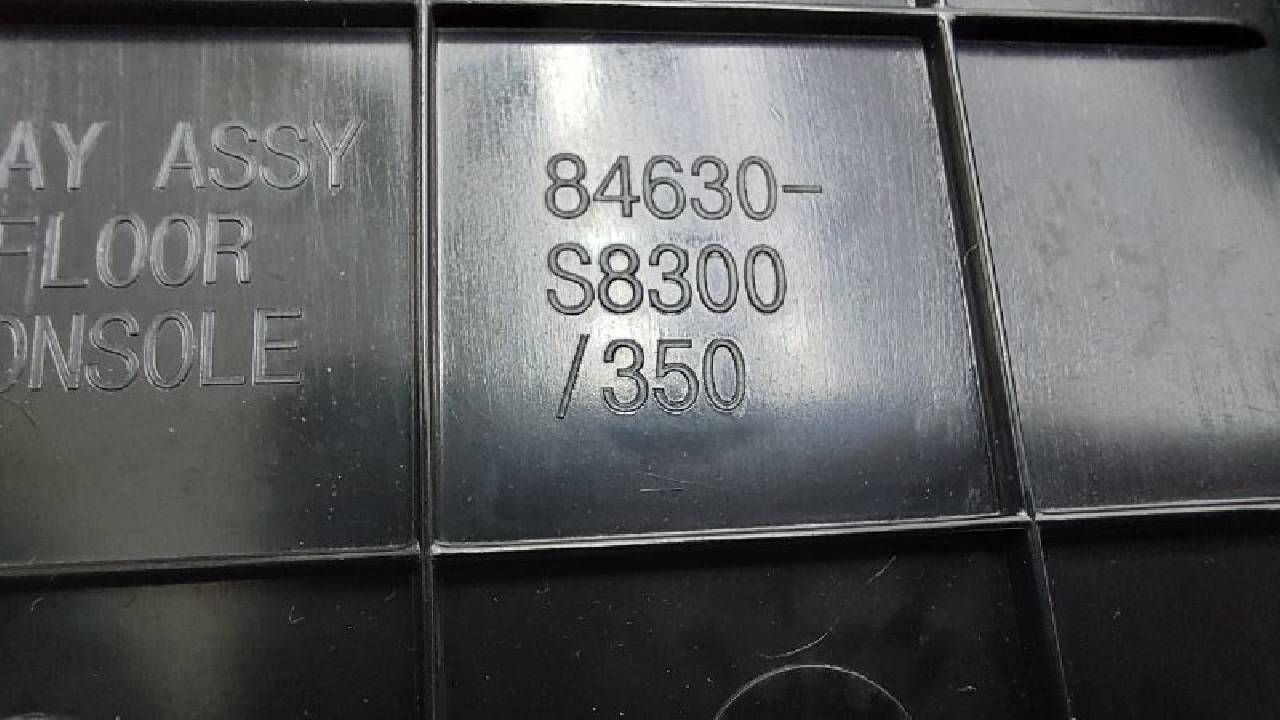 AY ASSY
FLOOR
ONSOLE
84630-
S8300
/350